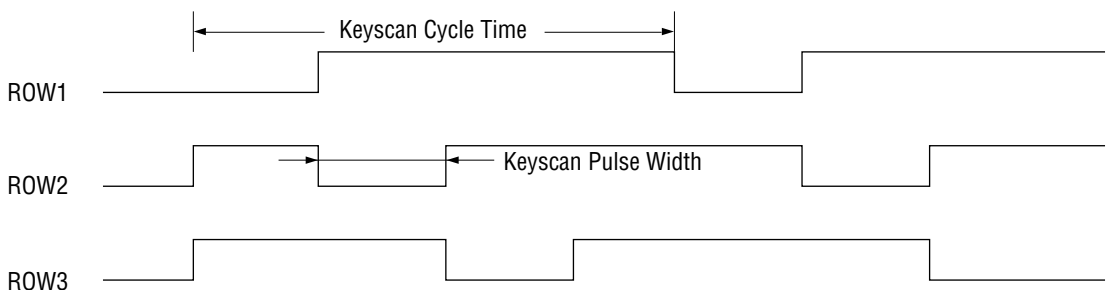 Keyscan Cycle Time
ROW1
Keyscan Pulse Width
ROW2
ROW3